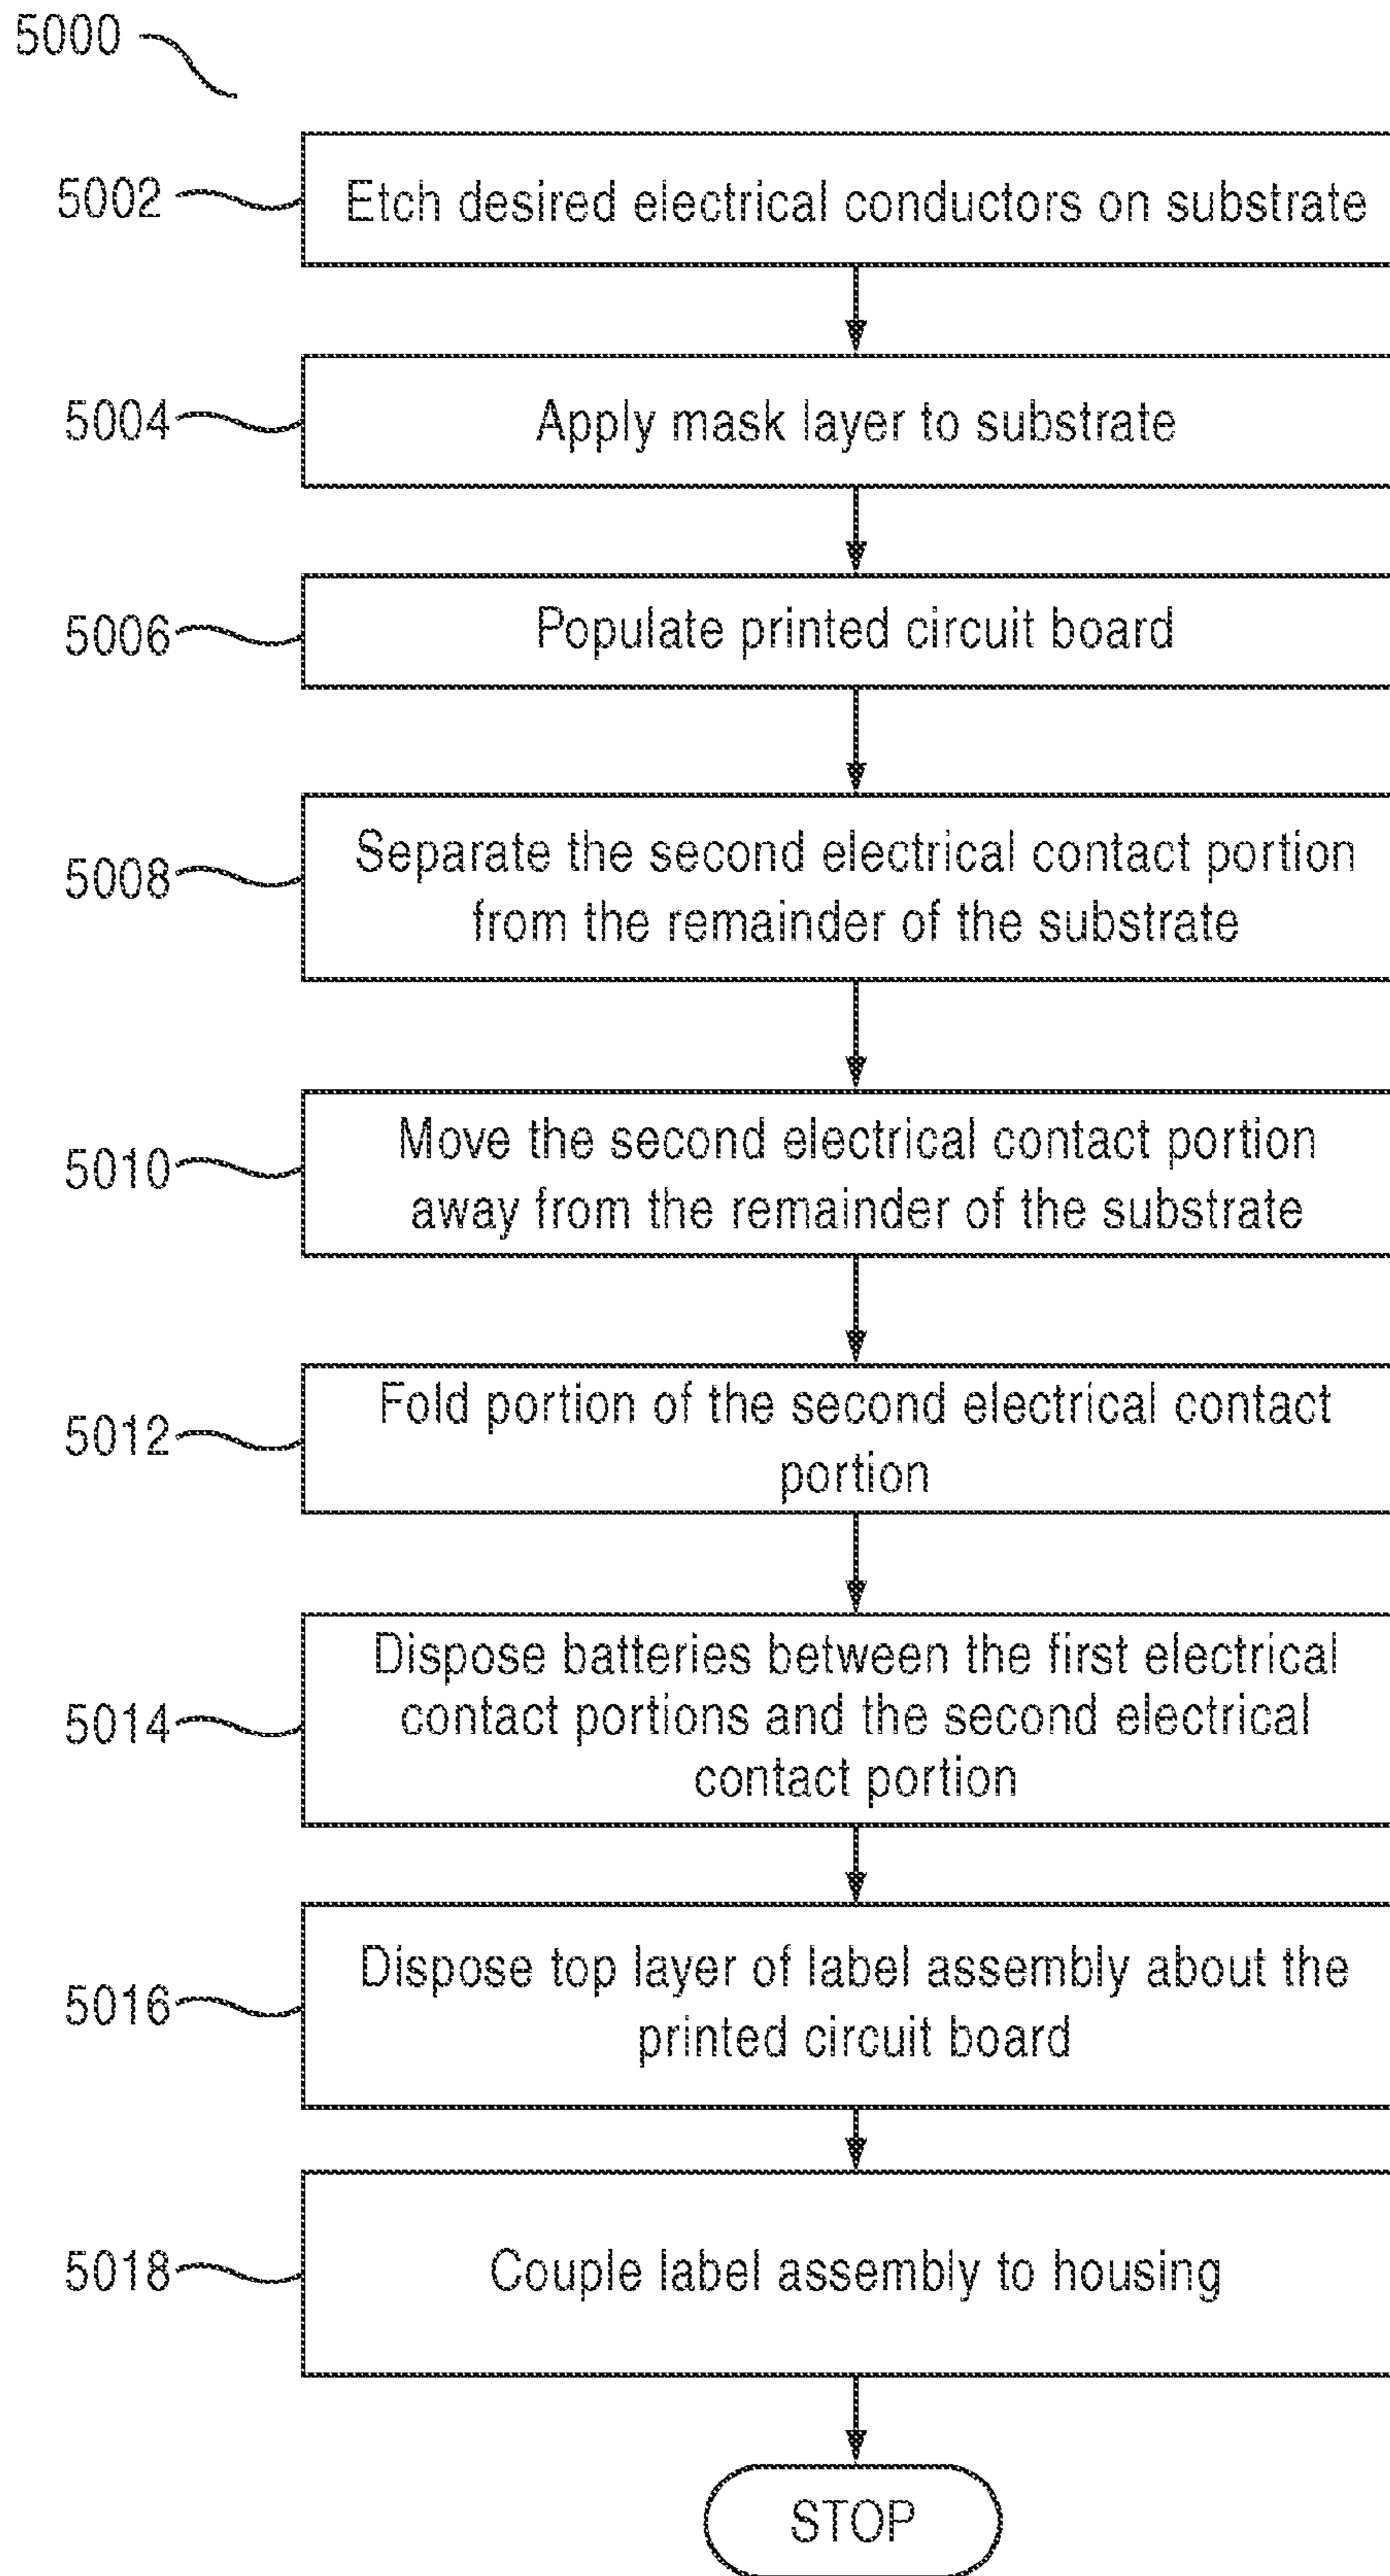 5000
5002
Etch desired electrical conductors on substrate
5004
Apply mask layer to substrate
5006
Populate printed circuit board
5008
Separate the second electrical contact portion
from the remainder of the substrate
5010
Move the second electrical contact portion
away from the remainder of the substrate
5012
Fold portion of the second electrical contact
portion
5014
Dispose batteries between the first electrical
contact portions and the second electrical
contact portion
5016
Dispose top layer of label assembly about the
printed circuit board
5018
Couple label assembly to housing
STOP